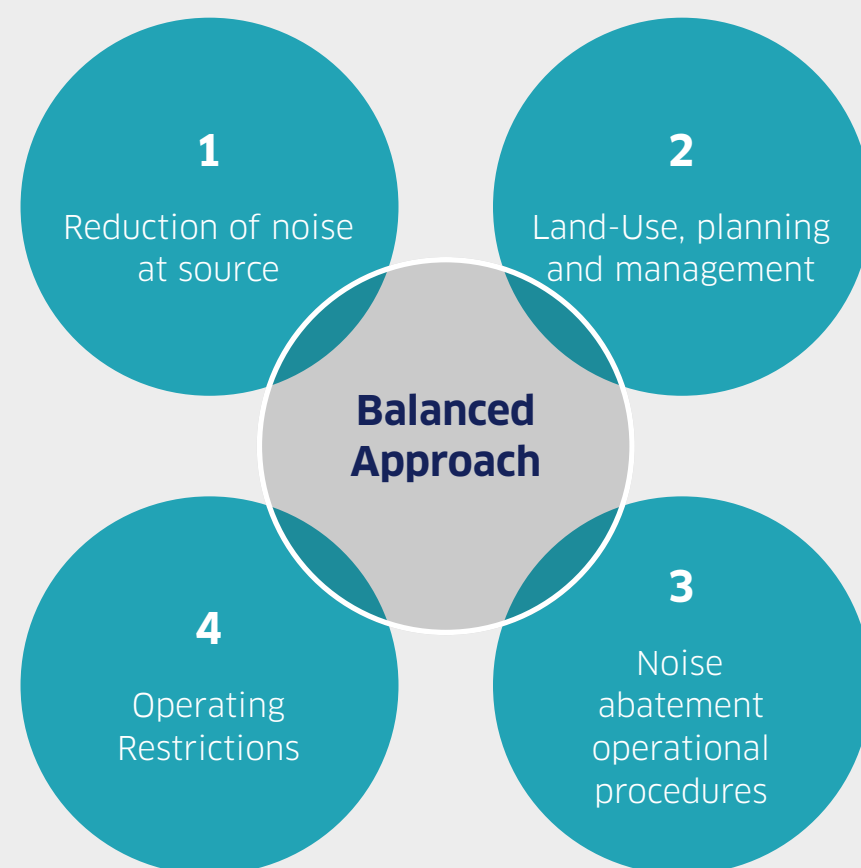 1
Reduction of noise
at source
2
Land-Use, planning
and management
Balanced
Approach
3
Noise
abatement
operational
procedures
4
Operating
Restrictions